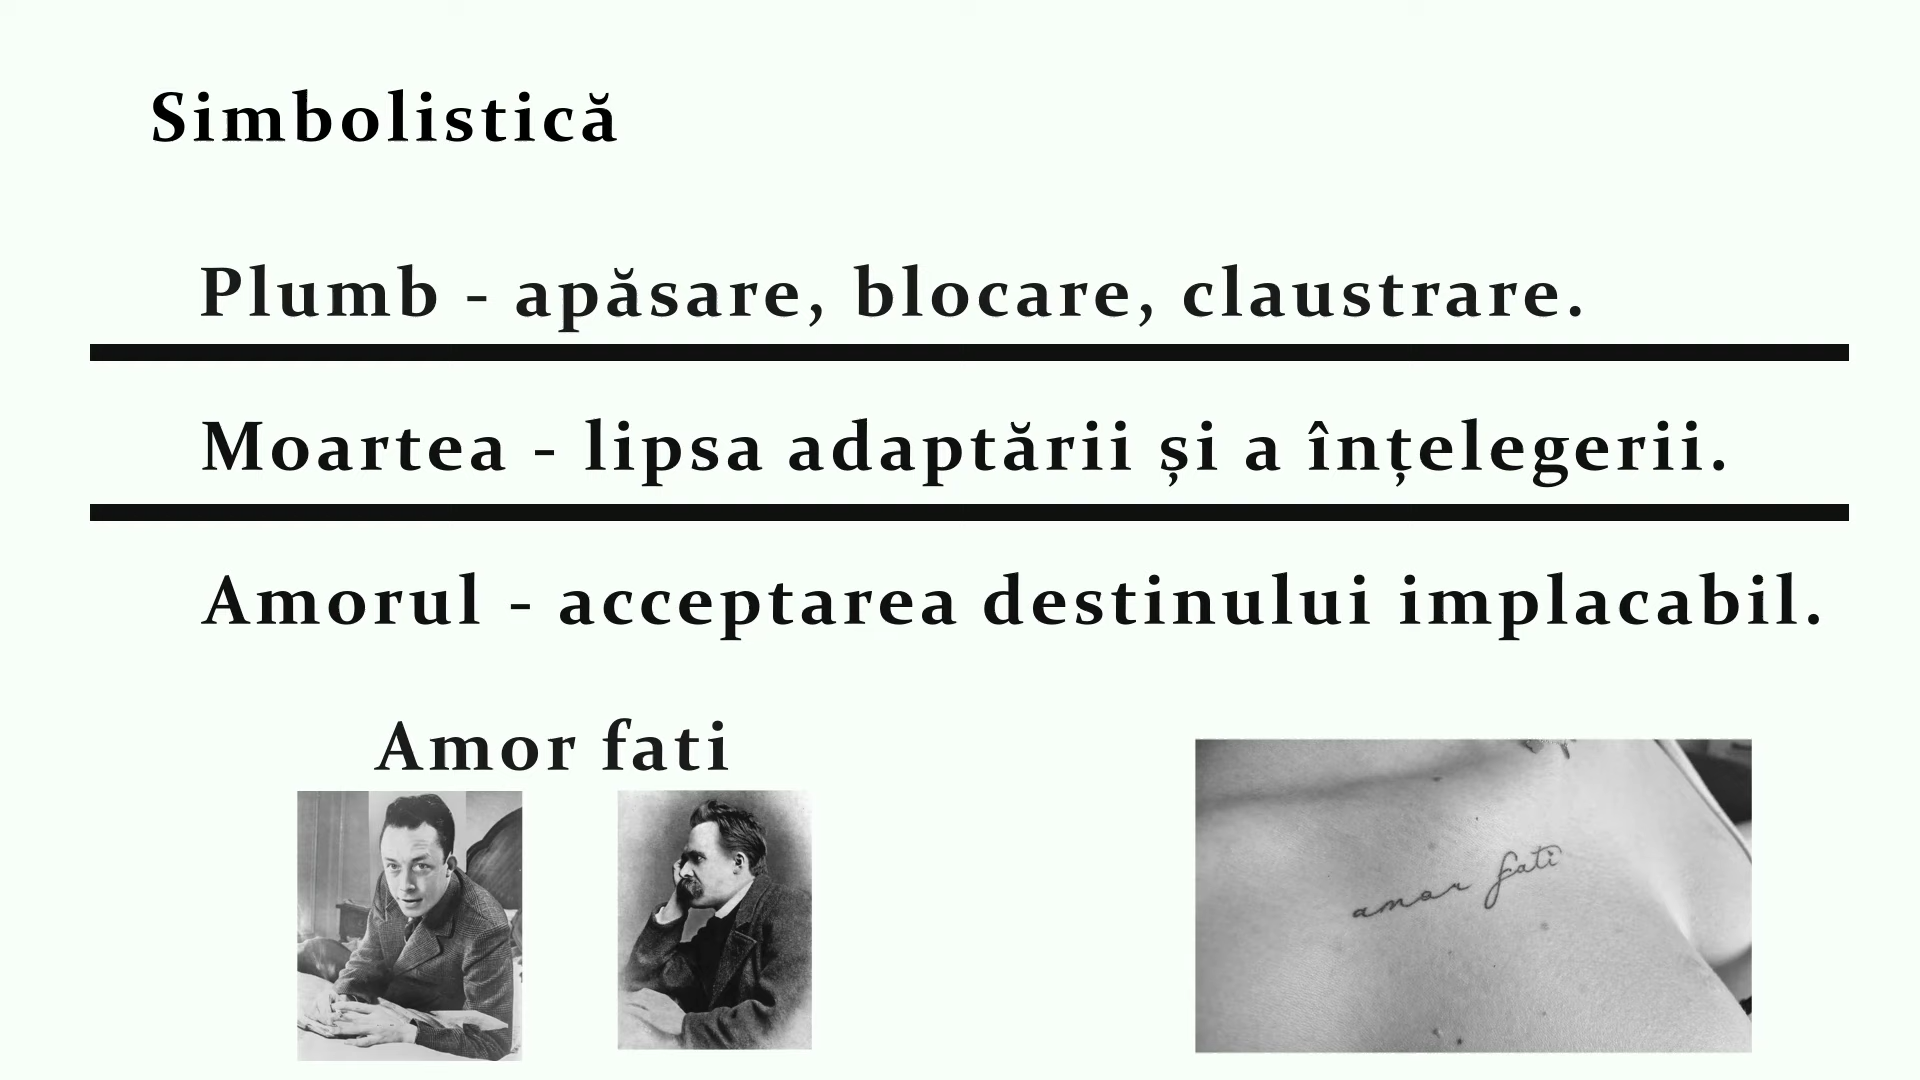 Simbolistică
Plumb - apăsare, blocare, claustrare.
Moartea - lipsa adaptării și a înțelegerii.
Amorul - acceptarea destinului implacabil.
Amor fati
amor fati